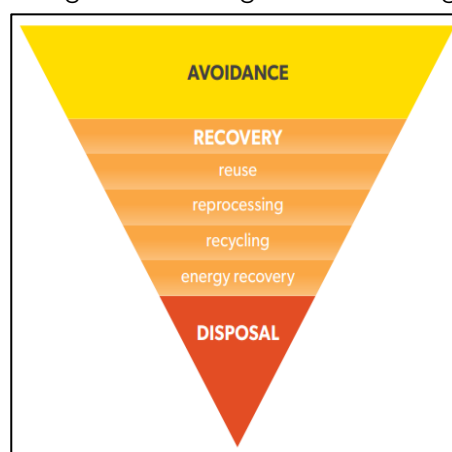 AVOIDANCE
RECOVERY
reuse
reprocessing
recycling
energy recovery
DISPOSAL